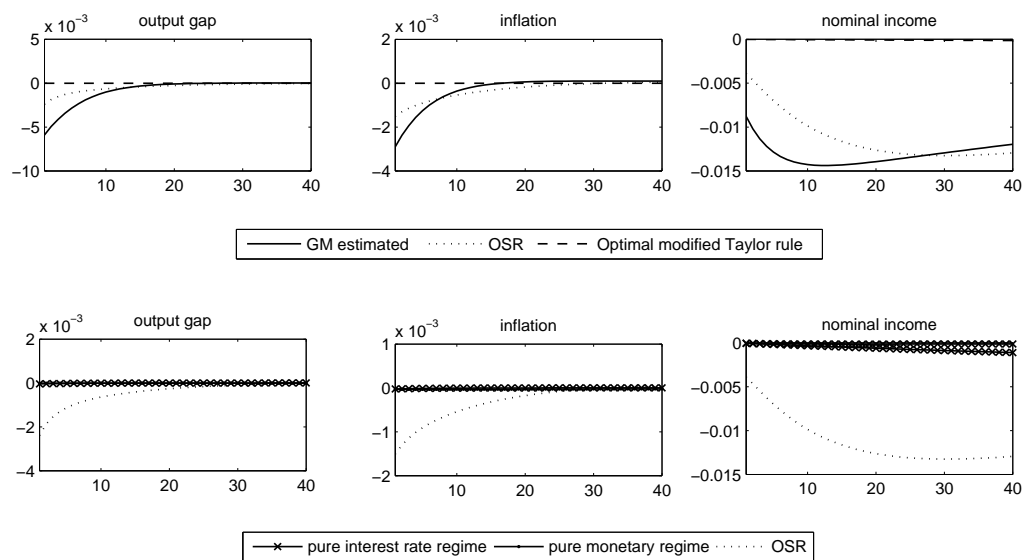 output gap
inflation
nominal income
x 10⁻³
x 10⁻³
5
0
−5
−10
10 20 30 40
2
0
−2
−4
10 20 30 40
0
−0.005
−0.01
−0.015
10 20 30 40
GM estimated OSR Optimal modified Taylor rule
output gap
inflation
nominal income
x 10⁻³
x 10⁻³
2
0
−2
−4
10 20 30 40
1
0
−1
−2
10 20 30 40
0
−0.005
−0.01
−0.015
10 20 30 40
pure interest rate regime pure monetary regime OSR